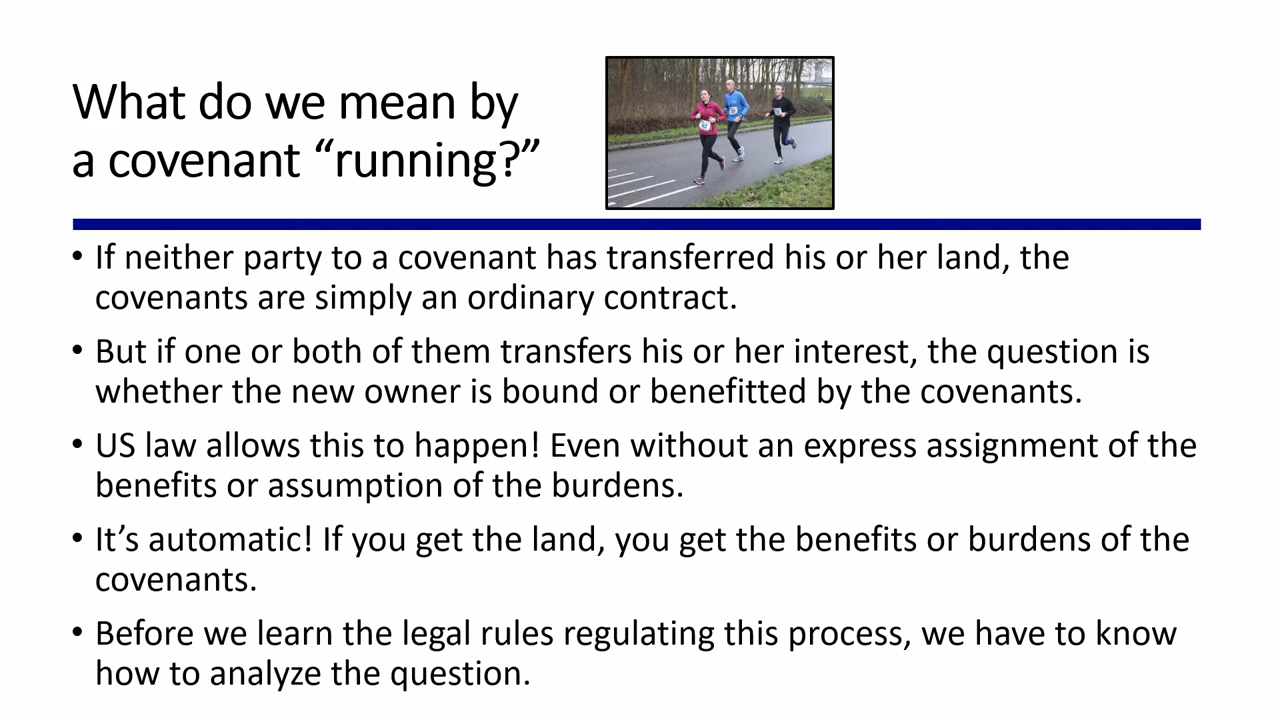 What do we mean by
a covenant “running?”
• If neither party to a covenant has transferred his or her land, the
covenants are simply an ordinary contract.
• But if one or both of them transfers his or her interest, the question is
whether the new owner is bound or benefitted by the covenants.
• US law allows this to happen! Even without an express assignment of the
benefits or assumption of the burdens.
• It’s automatic! If you get the land, you get the benefits or burdens of the
covenants.
• Before we learn the legal rules regulating this process, we have to know
how to analyze the question.